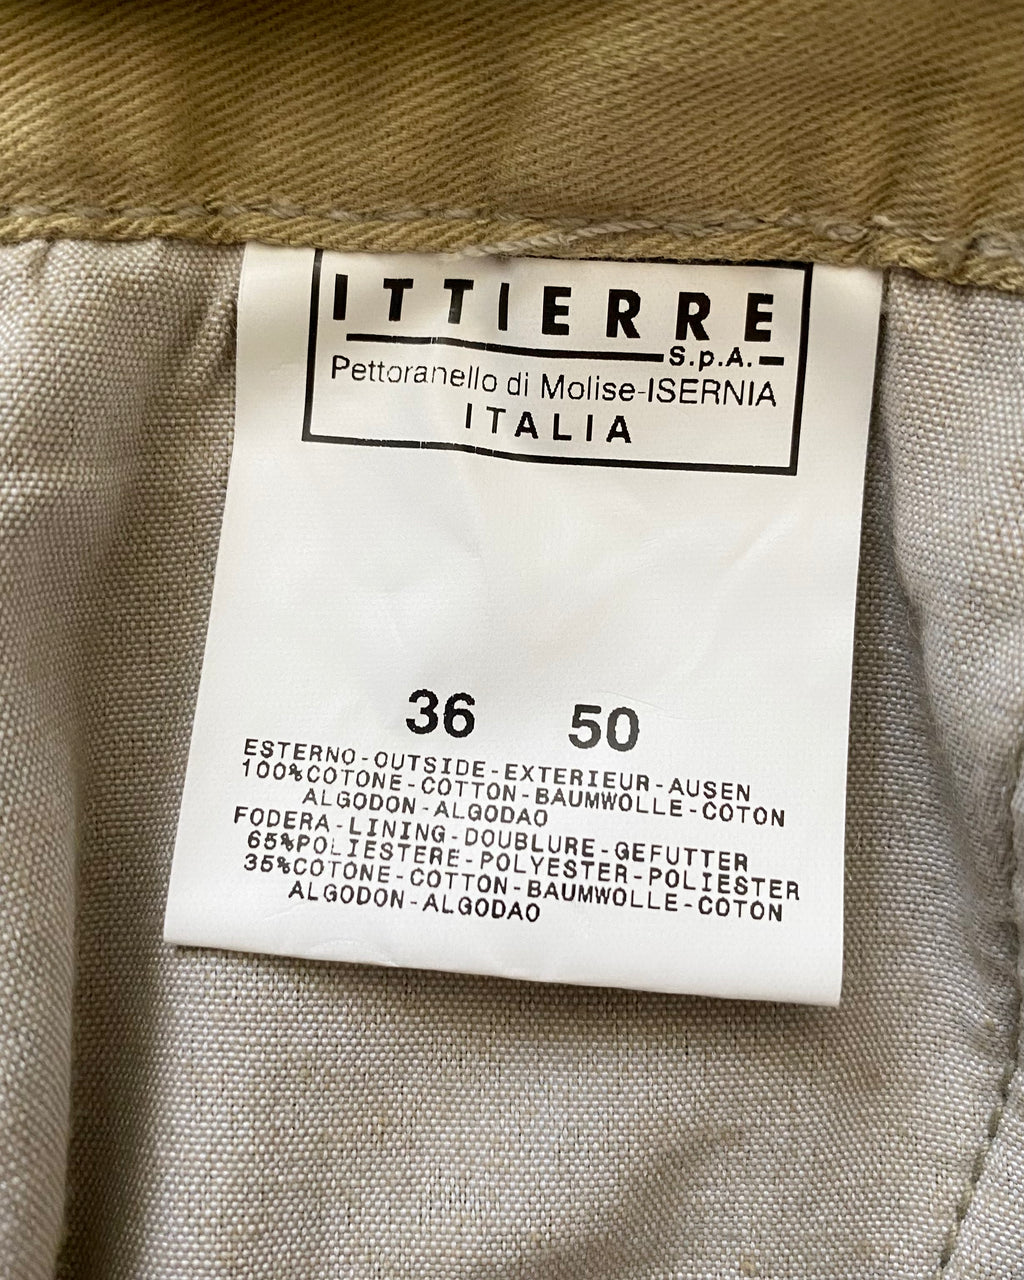 ITTIERRE
S.p.A.
Pettoranello di Molise-ISERNIA
ITALIA
36 50
ESTERNO-OUTSIDE-EXTERIEUR-AUSEN
100%COTONE-COTTON-BAUMWOLLE-COTON
ALGODON-ALGODAO
FODERA-LINING-DOUBLURE-GEFUTTER
65%POLIESTERE-POLYESTER-POLIESTER
35%COTONE-COTTON-BAUMWOLLE-COTON
ALGODON-ALGODAO